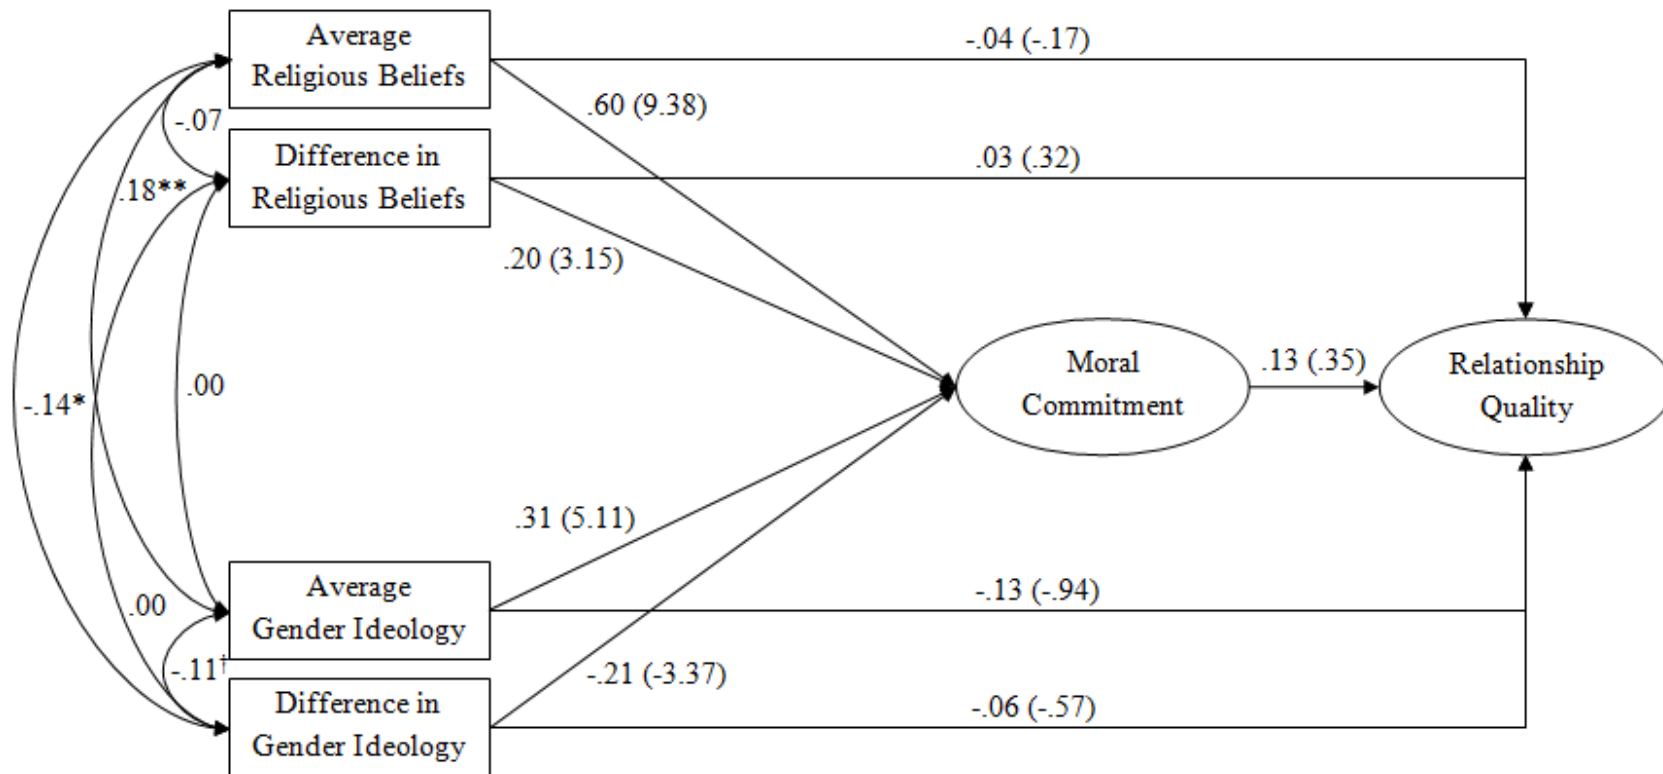 Average
Religious Beliefs
-.04 (-.17)
.60 (9.38)
-.07
Difference in
Religious Beliefs
.03 (.32)
.18**
.20 (3.15)
Moral
Commitment
.13 (.35)
Relationship
Quality
-.14*
.00
.31 (5.11)
Average
Gender Ideology
-.13 (-.94)
.00
-.11†
-.21 (-3.37)
Difference in
Gender Ideology
-.06 (-.57)